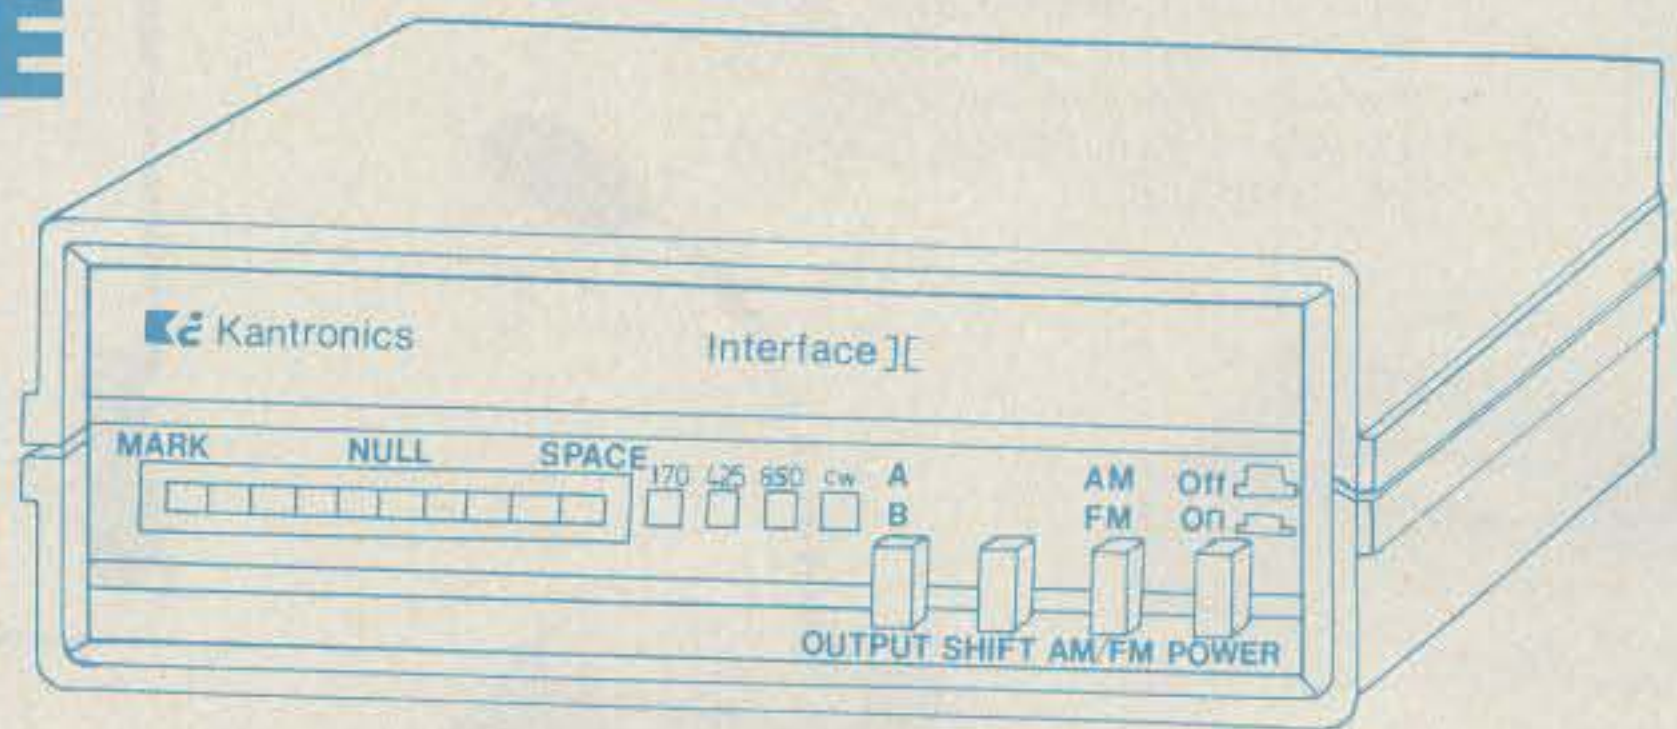 E
Kantronics
Interface ][
MARK NULL SPACE 170 425 850 CW A AM Off
B FM On
OUTPUT SHIFT AM/FM POWER